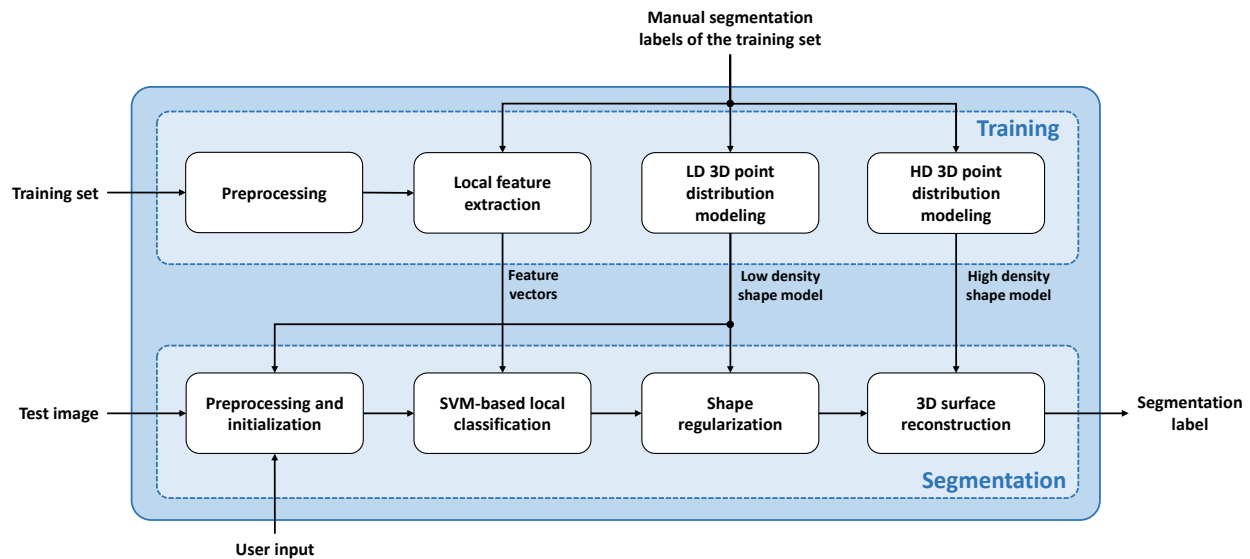 Manual segmentation
labels of the training set
Training
Training set
Preprocessing
Local feature
extraction
LD 3D point
distribution
modeling
HD 3D point
distribution
modeling
Feature
vectors
Low density
shape model
High density
shape model
Test image
Preprocessing and
initialization
SVM-based local
classification
Shape
regularization
3D surface
reconstruction
Segmentation
label
Segmentation
User input